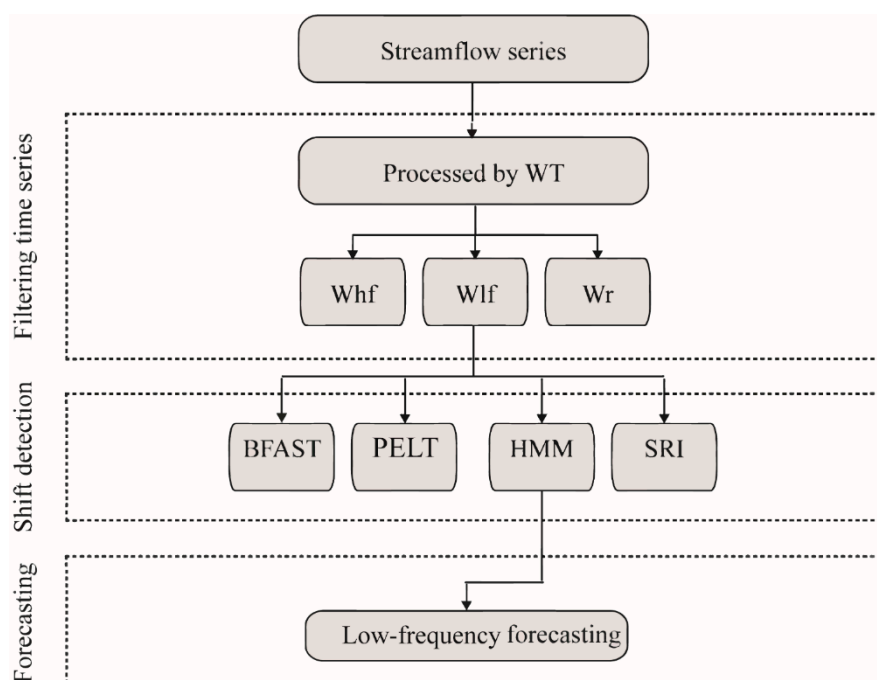 Streamflow series
Filtering time series
Processed by WT
Whf
Wlf
Wr
Shift detection
BFAST
PELT
HMM
SRI
Forecasting
Low-frequency forecasting